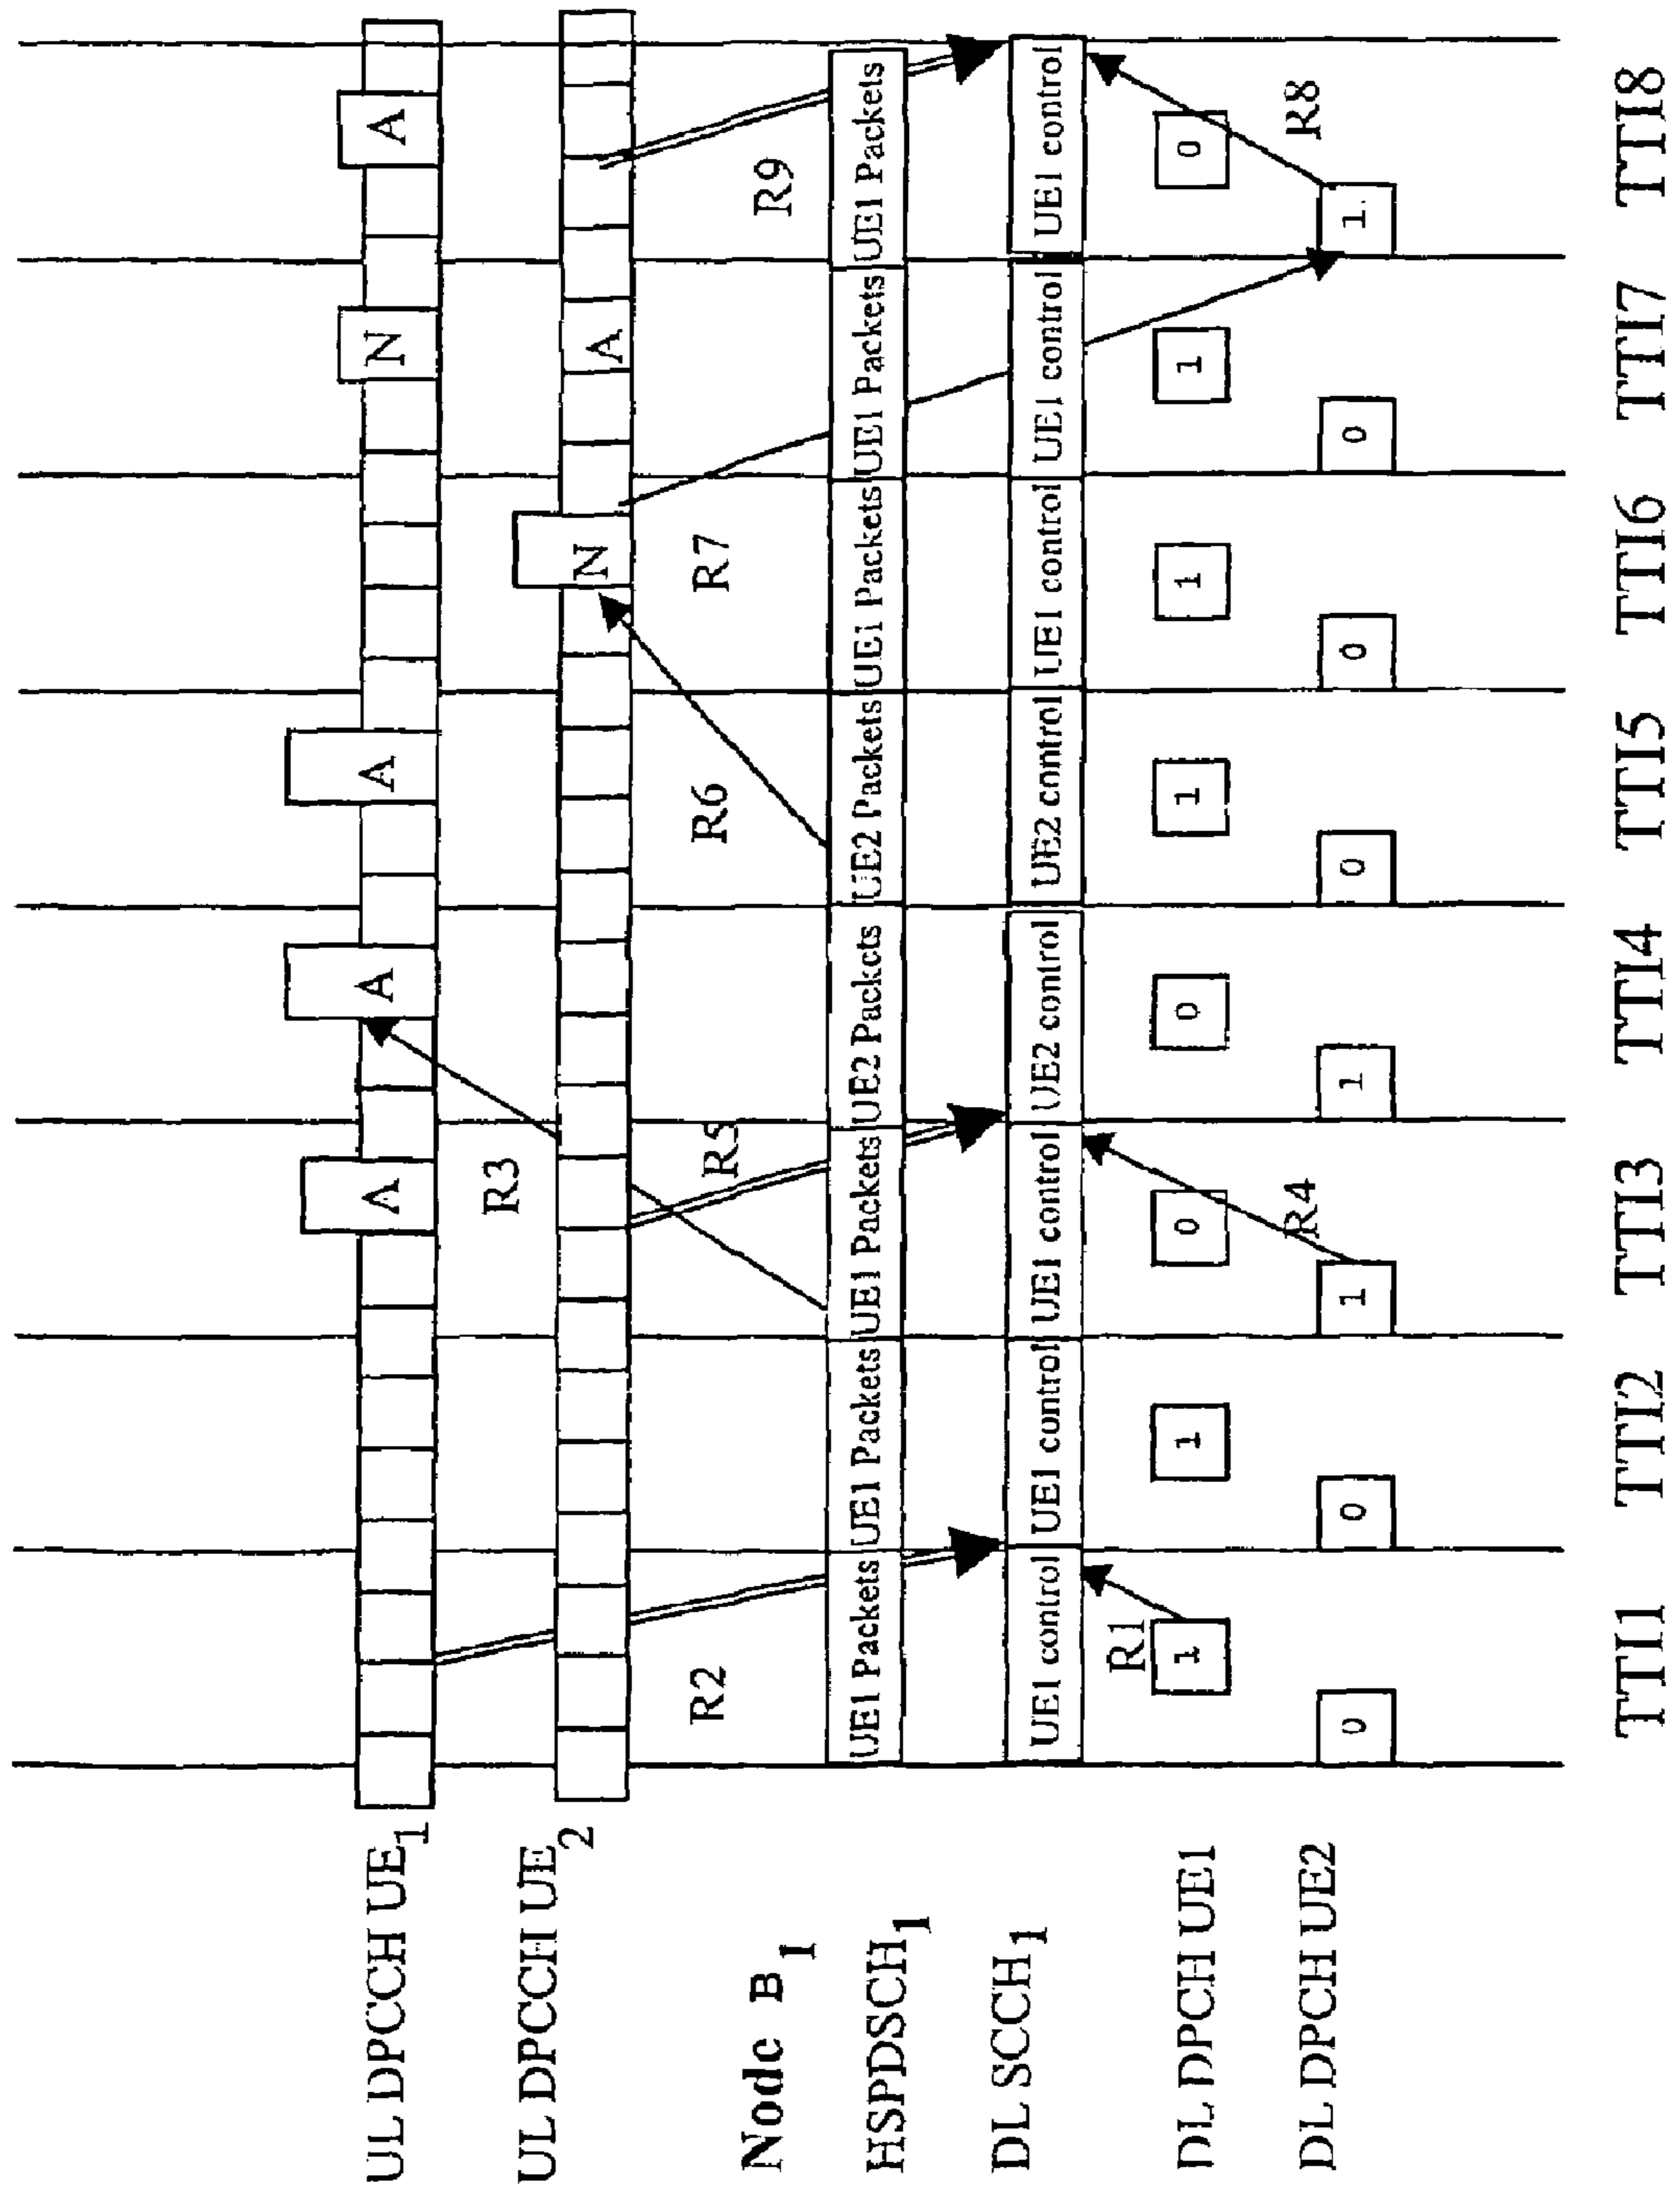 UL DPCCH UE1 A A A N A
UL DPCCH UE2 N A
R3
R2 R5 R6 R7 R9
Node B1
HSPDSCH1 UE1 Packets UE1 Packets UE1 Packets UE2 Packets UE2 Packets UE1 Packets UE1 Packets UE1 Packets
DL SCCH1 UE1 control UE1 control UE1 control UE2 control UE2 control UE1 control UE1 control UE1 control
R1
DL DPCH UE1 1 1 0 0 1 1 1 0
R4 R8
DL DPCH UE2 0 0 1 1 0 0 0 1
TTI1 TTI2 TTI3 TTI4 TTI5 TTI6 TTI7 TTI8